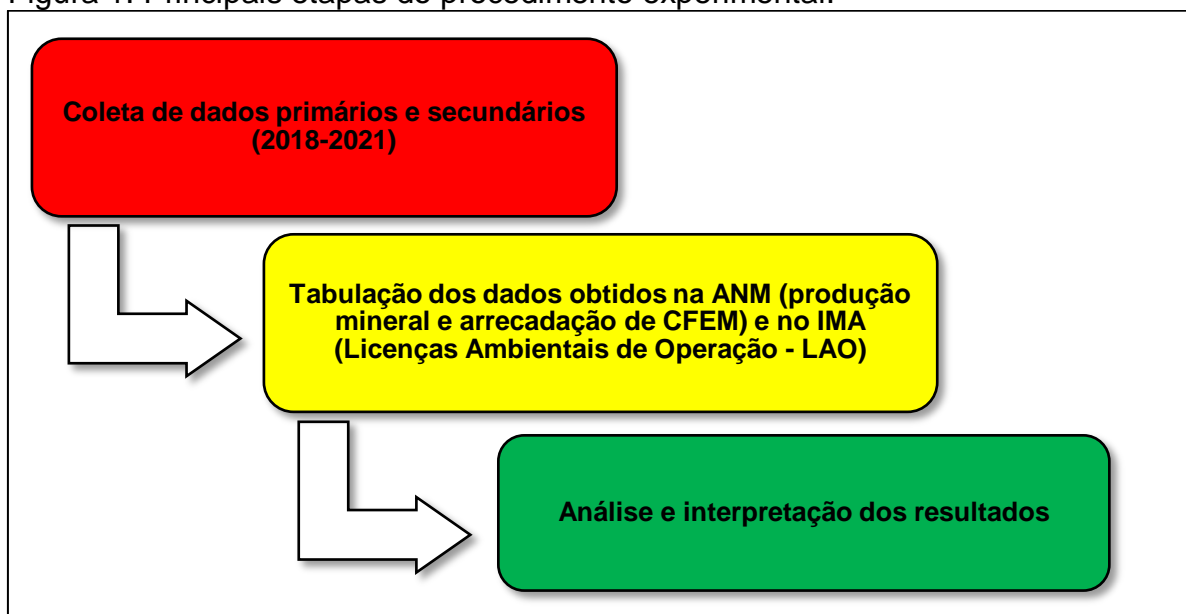 Figura 1: Principais etapas do procedimento experimental.
Coleta de dados primários e secundários
(2018-2021)
Tabulação dos dados obtidos na ANM (produção
mineral e arrecadação de CFEM) e no IMA
(Licenças Ambientais de Operação - LAO)
Análise e interpretação dos resultados